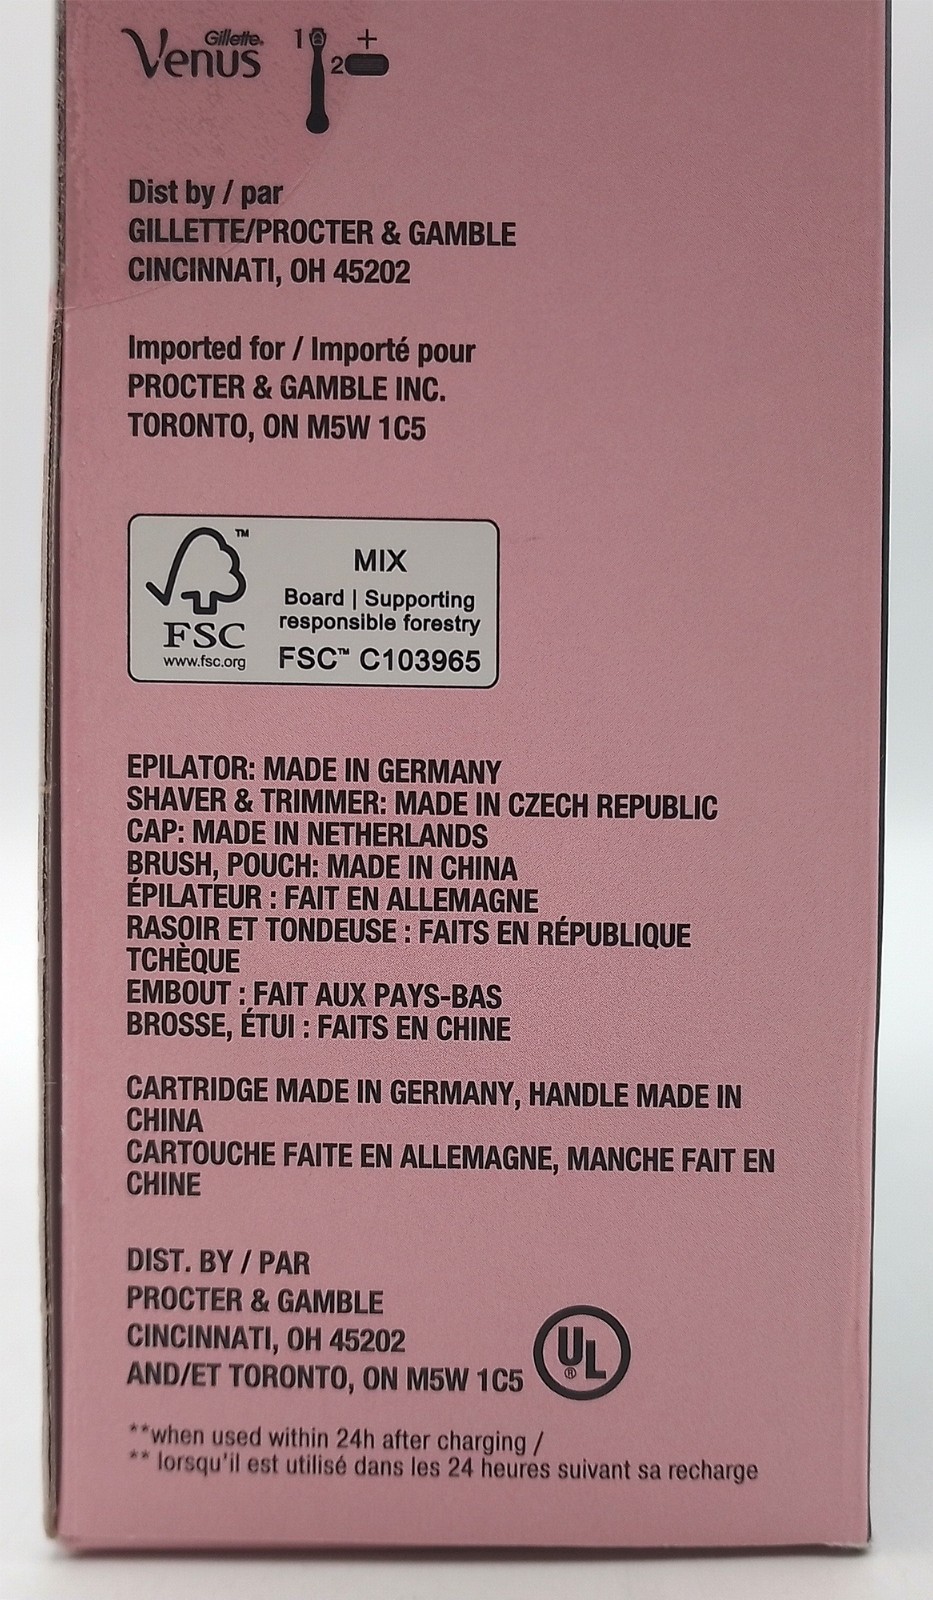 Gillette
Venus
1 +
2
Dist by / par
GILLETTE/PROCTER & GAMBLE
CINCINNATI, OH 45202
Imported for / Importé pour
PROCTER & GAMBLE INC.
TORONTO, ON M5W 1C5
FSC
www.fsc.org
MIX
Board | Supporting
responsible forestry
FSC™ C103965
EPILATOR: MADE IN GERMANY
SHAVER & TRIMMER: MADE IN CZECH REPUBLIC
CAP: MADE IN NETHERLANDS
BRUSH, POUCH: MADE IN CHINA
ÉPILATEUR : FAIT EN ALLEMAGNE
RASOIR ET TONDEUSE : FAITS EN RÉPUBLIQUE
TCHÈQUE
EMBOUT : FAIT AUX PAYS-BAS
BROSSE, ÉTUI : FAITS EN CHINE
CARTRIDGE MADE IN GERMANY, HANDLE MADE IN
CHINA
CARTOUCHE FAITE EN ALLEMAGNE, MANCHE FAIT EN
CHINE
DIST. BY / PAR
PROCTER & GAMBLE
CINCINNATI, OH 45202
AND/ET TORONTO, ON M5W 1C5
UL®
**when used within 24h after charging /
** lorsqu'il est utilisé dans les 24 heures suivant sa recharge